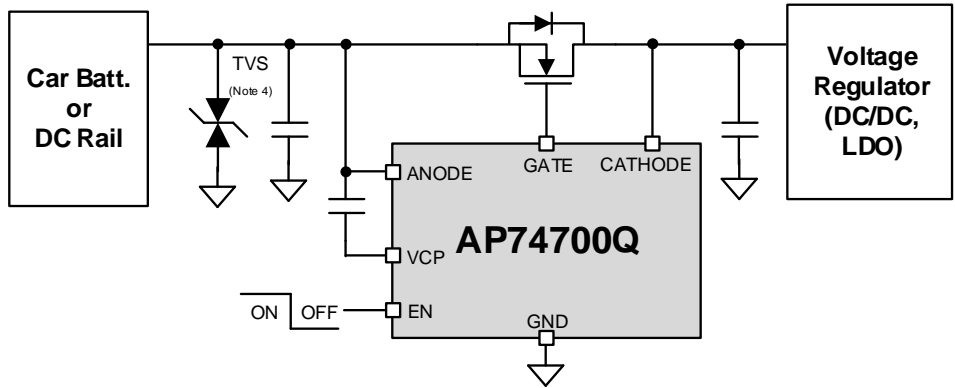 Car Batt.
or
DC Rail
TVS
(Note 4)
Voltage
Regulator
(DC/DC,
LDO)
ANODE
GATE
CATHODE
AP74700Q
VCP
ON
OFF
EN
GND